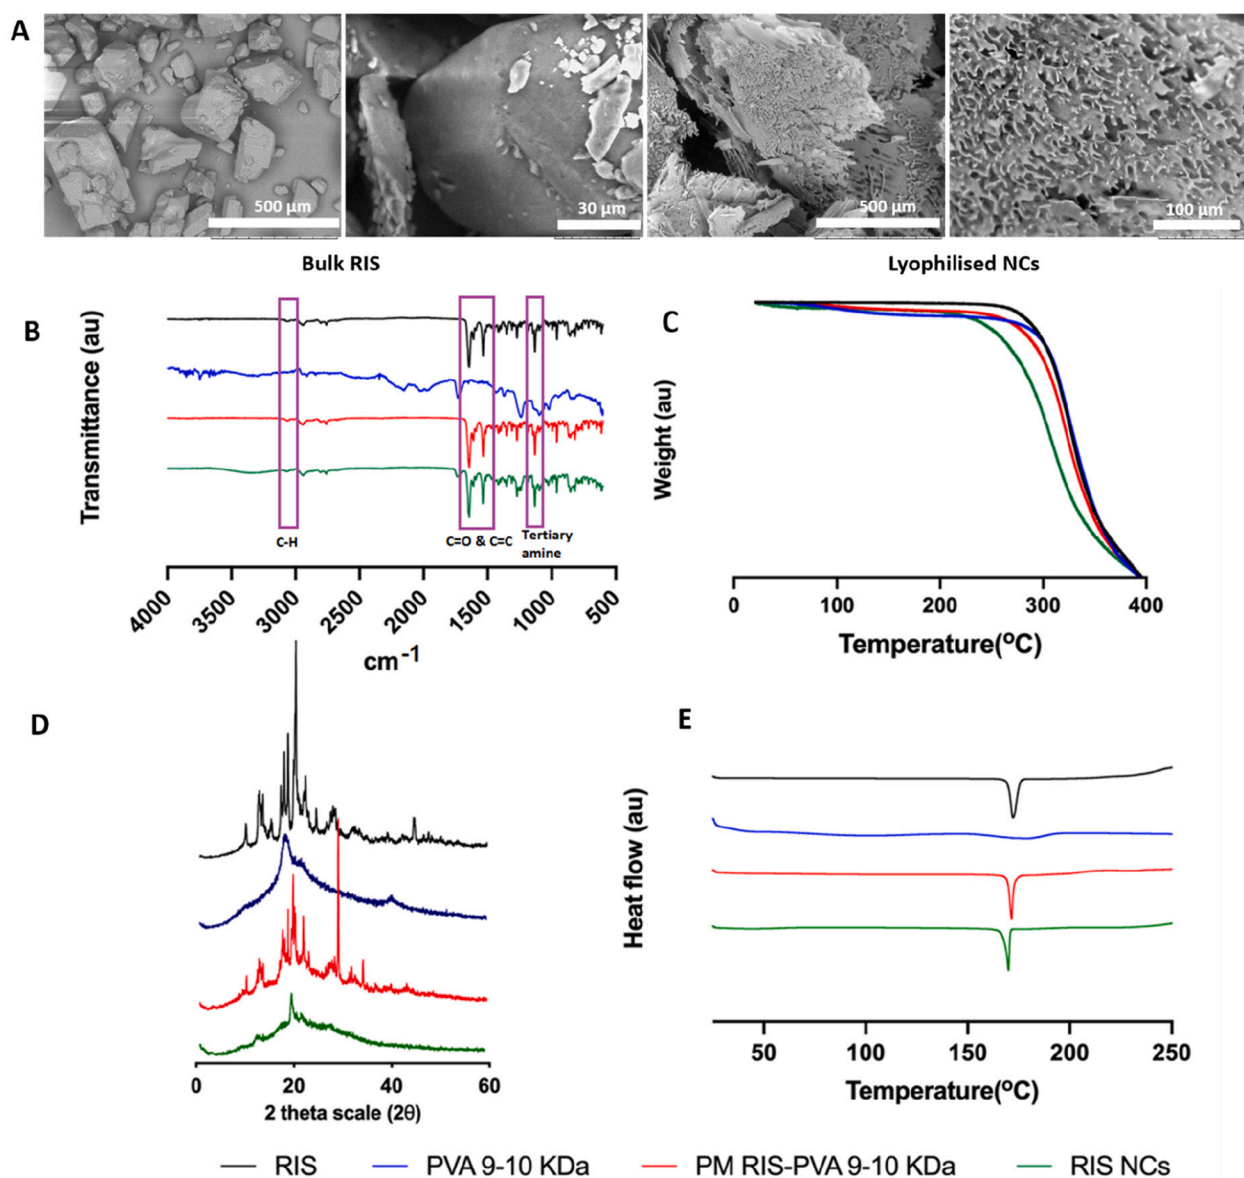 A
500 µm
30 µm
500 µm
100 µm
Bulk RIS
Lyophilised NCs
B
Transmittance (au)
C-H
C=O & C=C
Tertiary
amine
4000
3500
3000
2500
2000
1500
1000
500
cm-1
C
Weight (au)
0
100
200
300
400
Temperature(ºC)
D
0
20
40
60
2 theta scale (2θ)
E
Heat flow (au)
50
100
150
200
250
Temperature(ºC)
RIS
PVA 9-10 KDa
PM RIS-PVA 9-10 KDa
RIS NCs